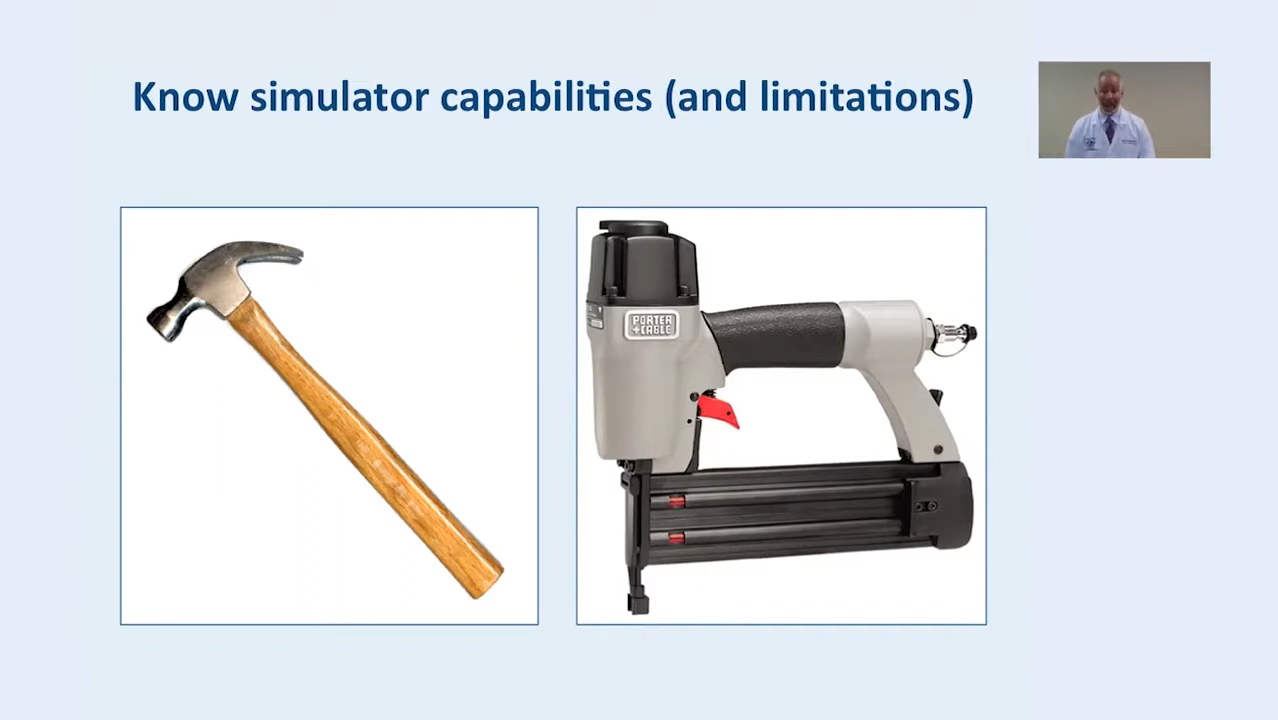 Know simulator capabilities (and limitations)
PORTER
+CABLE